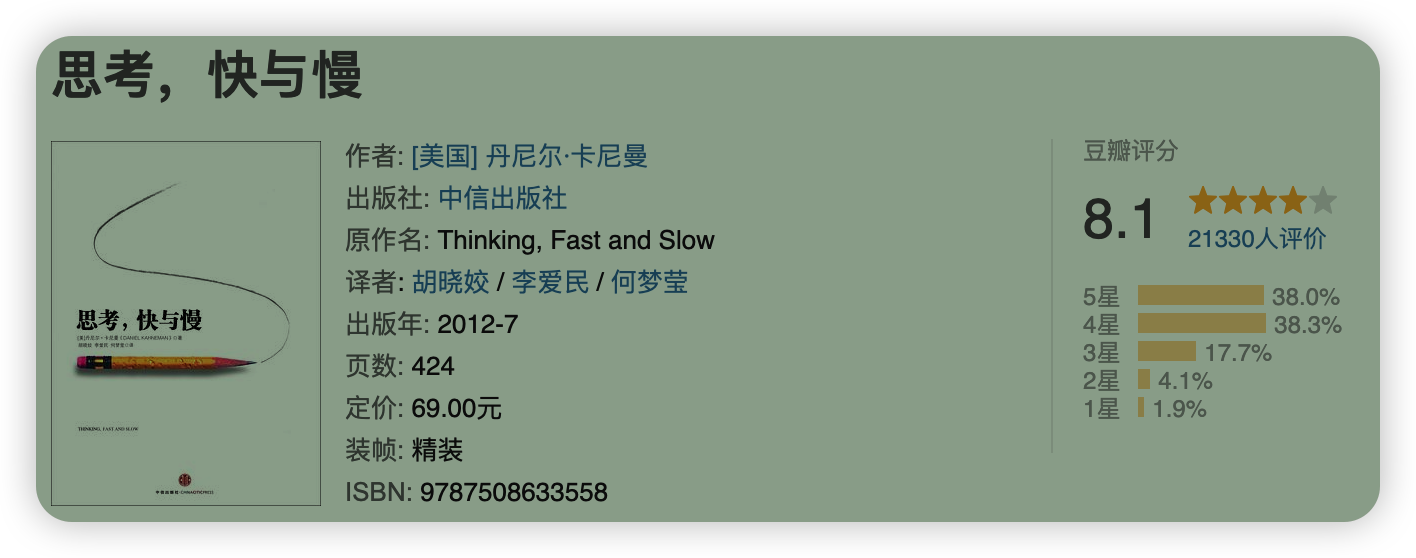 思考，快与慢
作者: [美国] 丹尼尔·卡尼曼
出版社: 中信出版社
原作名: Thinking, Fast and Slow
译者: 胡晓姣 / 李爱民 / 何梦莹
出版年: 2012-7
页数: 424
定价: 69.00元
装帧: 精装
ISBN: 9787508633558
豆瓣评分
8.1
21330人评价
5星 38.0%
4星 38.3%
3星 17.7%
2星 4.1%
1星 1.9%
思考，快与慢
[美]丹尼尔·卡尼曼（DANIEL KAHNEMAN）◎著
胡晓姣 李爱民 何梦莹◎译
THINKING, FAST AND SLOW
中信出版社·CHINACITICPRESS